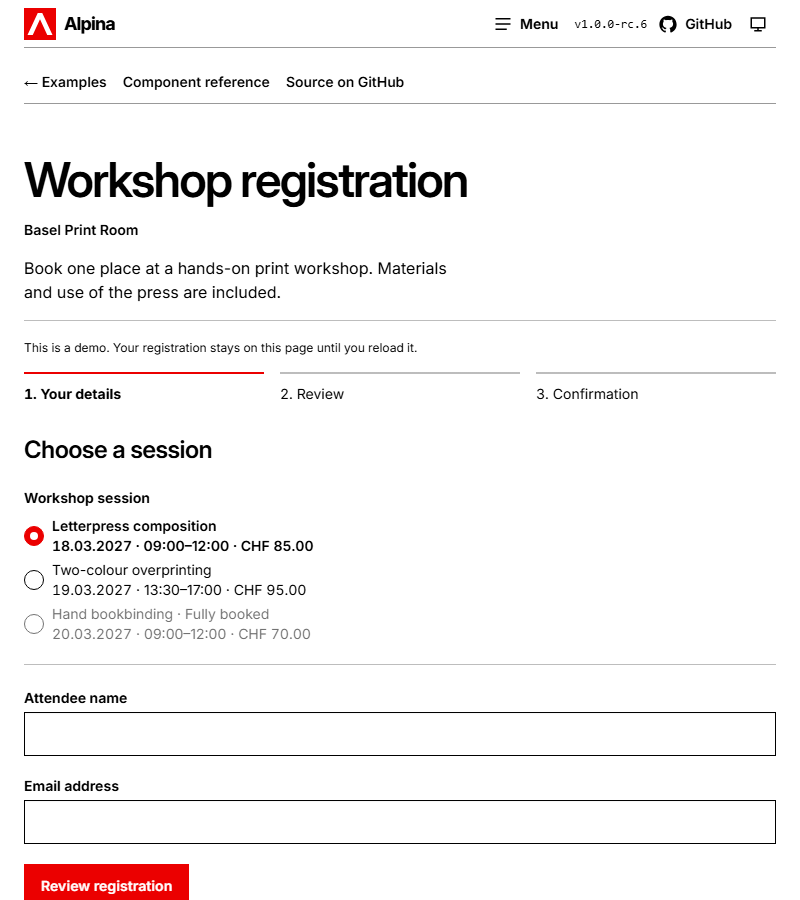 Alpina
Menu v1.0.0-rc.6 GitHub
← Examples Component reference Source on GitHub
Workshop registration
Basel Print Room
Book one place at a hands-on print workshop. Materials
and use of the press are included.
This is a demo. Your registration stays on this page until you reload it.
1. Your details 2. Review 3. Confirmation
Choose a session
Workshop session
Letterpress composition
18.03.2027 · 09:00–12:00 · CHF 85.00
Two-colour overprinting
19.03.2027 · 13:30–17:00 · CHF 95.00
Hand bookbinding · Fully booked
20.03.2027 · 09:00–12:00 · CHF 70.00
Attendee name
Email address
Review registration